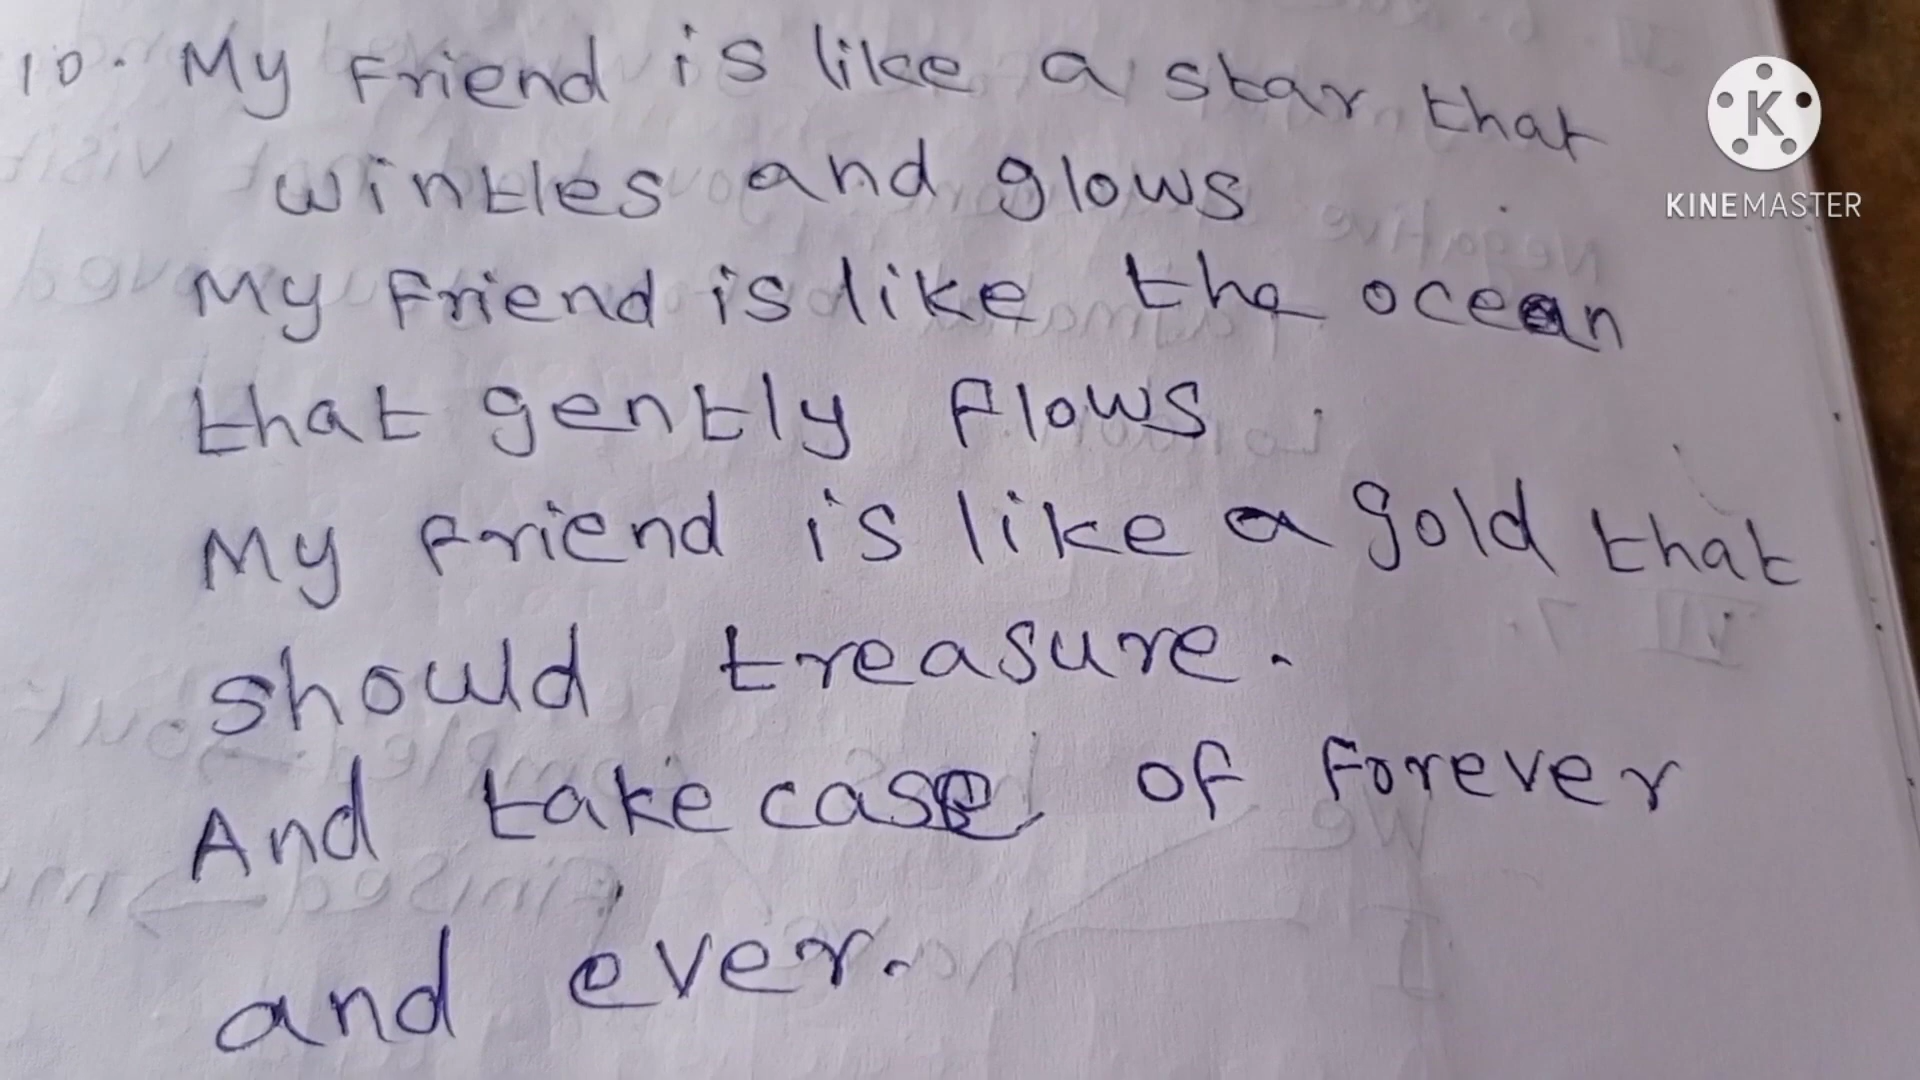 10. My Friend is like a star that
winkles and glows
My Friend is like the ocean
that gently flows
My friend is like a gold that
should treasure.
And take case of Forever
and ever.
K
KINEMASTER